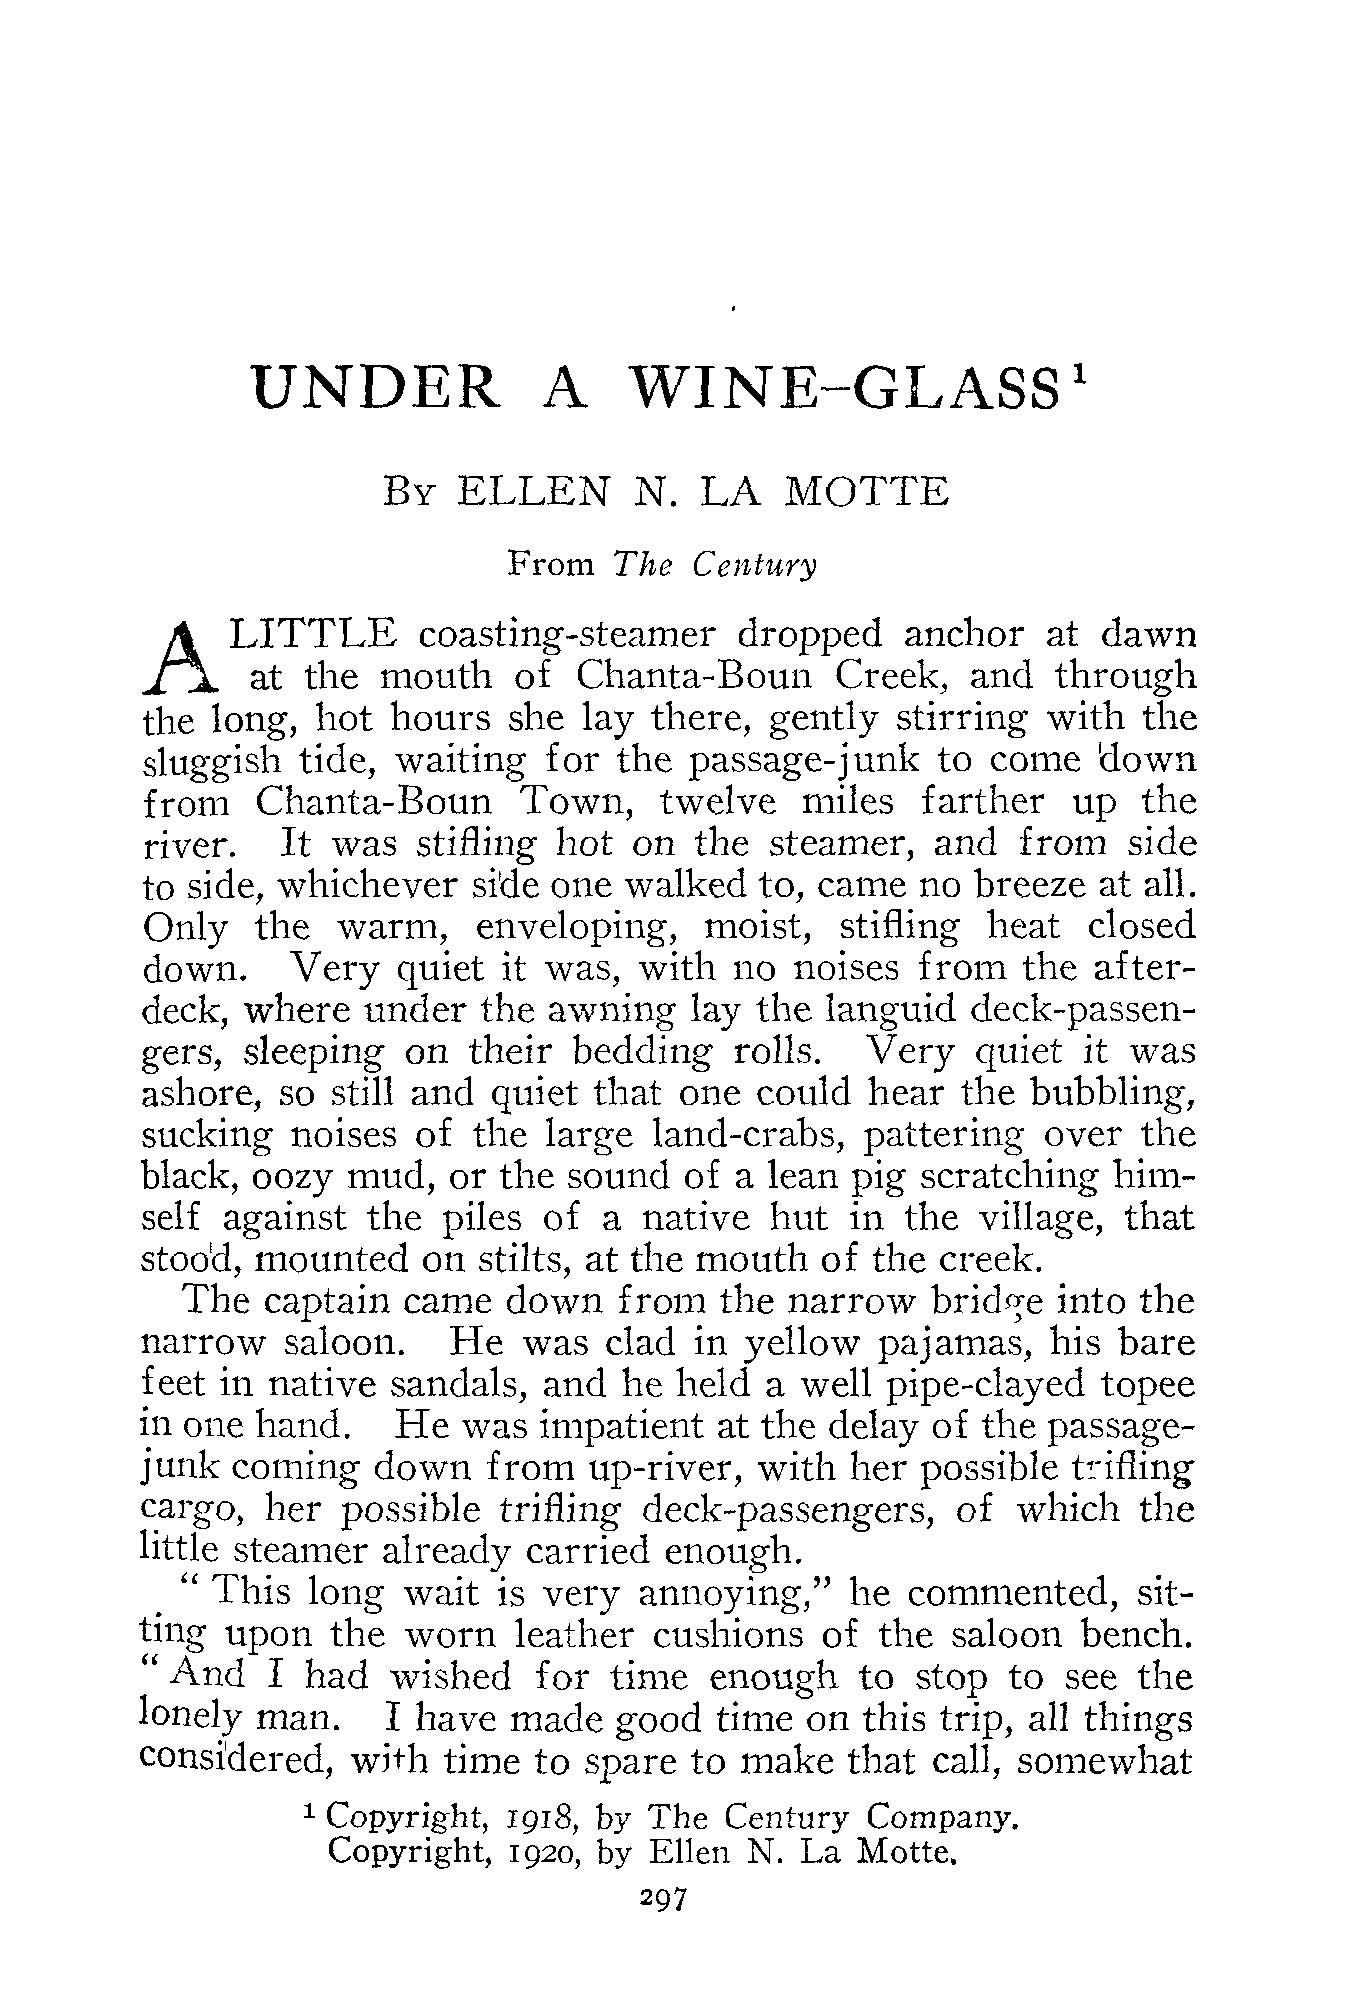 UNDER A WINE-GLASS¹
By ELLEN N. LA MOTTE
From The Century
A LITTLE coasting-steamer dropped anchor at dawn
at the mouth of Chanta-Boun Creek, and through
the long, hot hours she lay there, gently stirring with the
sluggish tide, waiting for the passage-junk to come down
from Chanta-Boun Town, twelve miles farther up the
river. It was stifling hot on the steamer, and from side
to side, whichever side one walked to, came no breeze at all.
Only the warm, enveloping, moist, stifling heat closed
down. Very quiet it was, with no noises from the after-
deck, where under the awning lay the languid deck-passen-
gers, sleeping on their bedding rolls. Very quiet it was
ashore, so still and quiet that one could hear the bubbling,
sucking noises of the large land-crabs, pattering over the
black, oozy mud, or the sound of a lean pig scratching him-
self against the piles of a native hut in the village, that
stood, mounted on stilts, at the mouth of the creek.
The captain came down from the narrow bridge into the
narrow saloon. He was clad in yellow pajamas, his bare
feet in native sandals, and he held a well pipe-clayed topee
in one hand. He was impatient at the delay of the passage-
junk coming down from up-river, with her possible trifling
cargo, her possible trifling deck-passengers, of which the
little steamer already carried enough.
" This long wait is very annoying," he commented, sit-
ting upon the worn leather cushions of the saloon bench.
" And I had wished for time enough to stop to see the
lonely man. I have made good time on this trip, all things
considered, with time to spare to make that call, somewhat
¹ Copyright, 1918, by The Century Company.
Copyright, 1920, by Ellen N. La Motte.
297